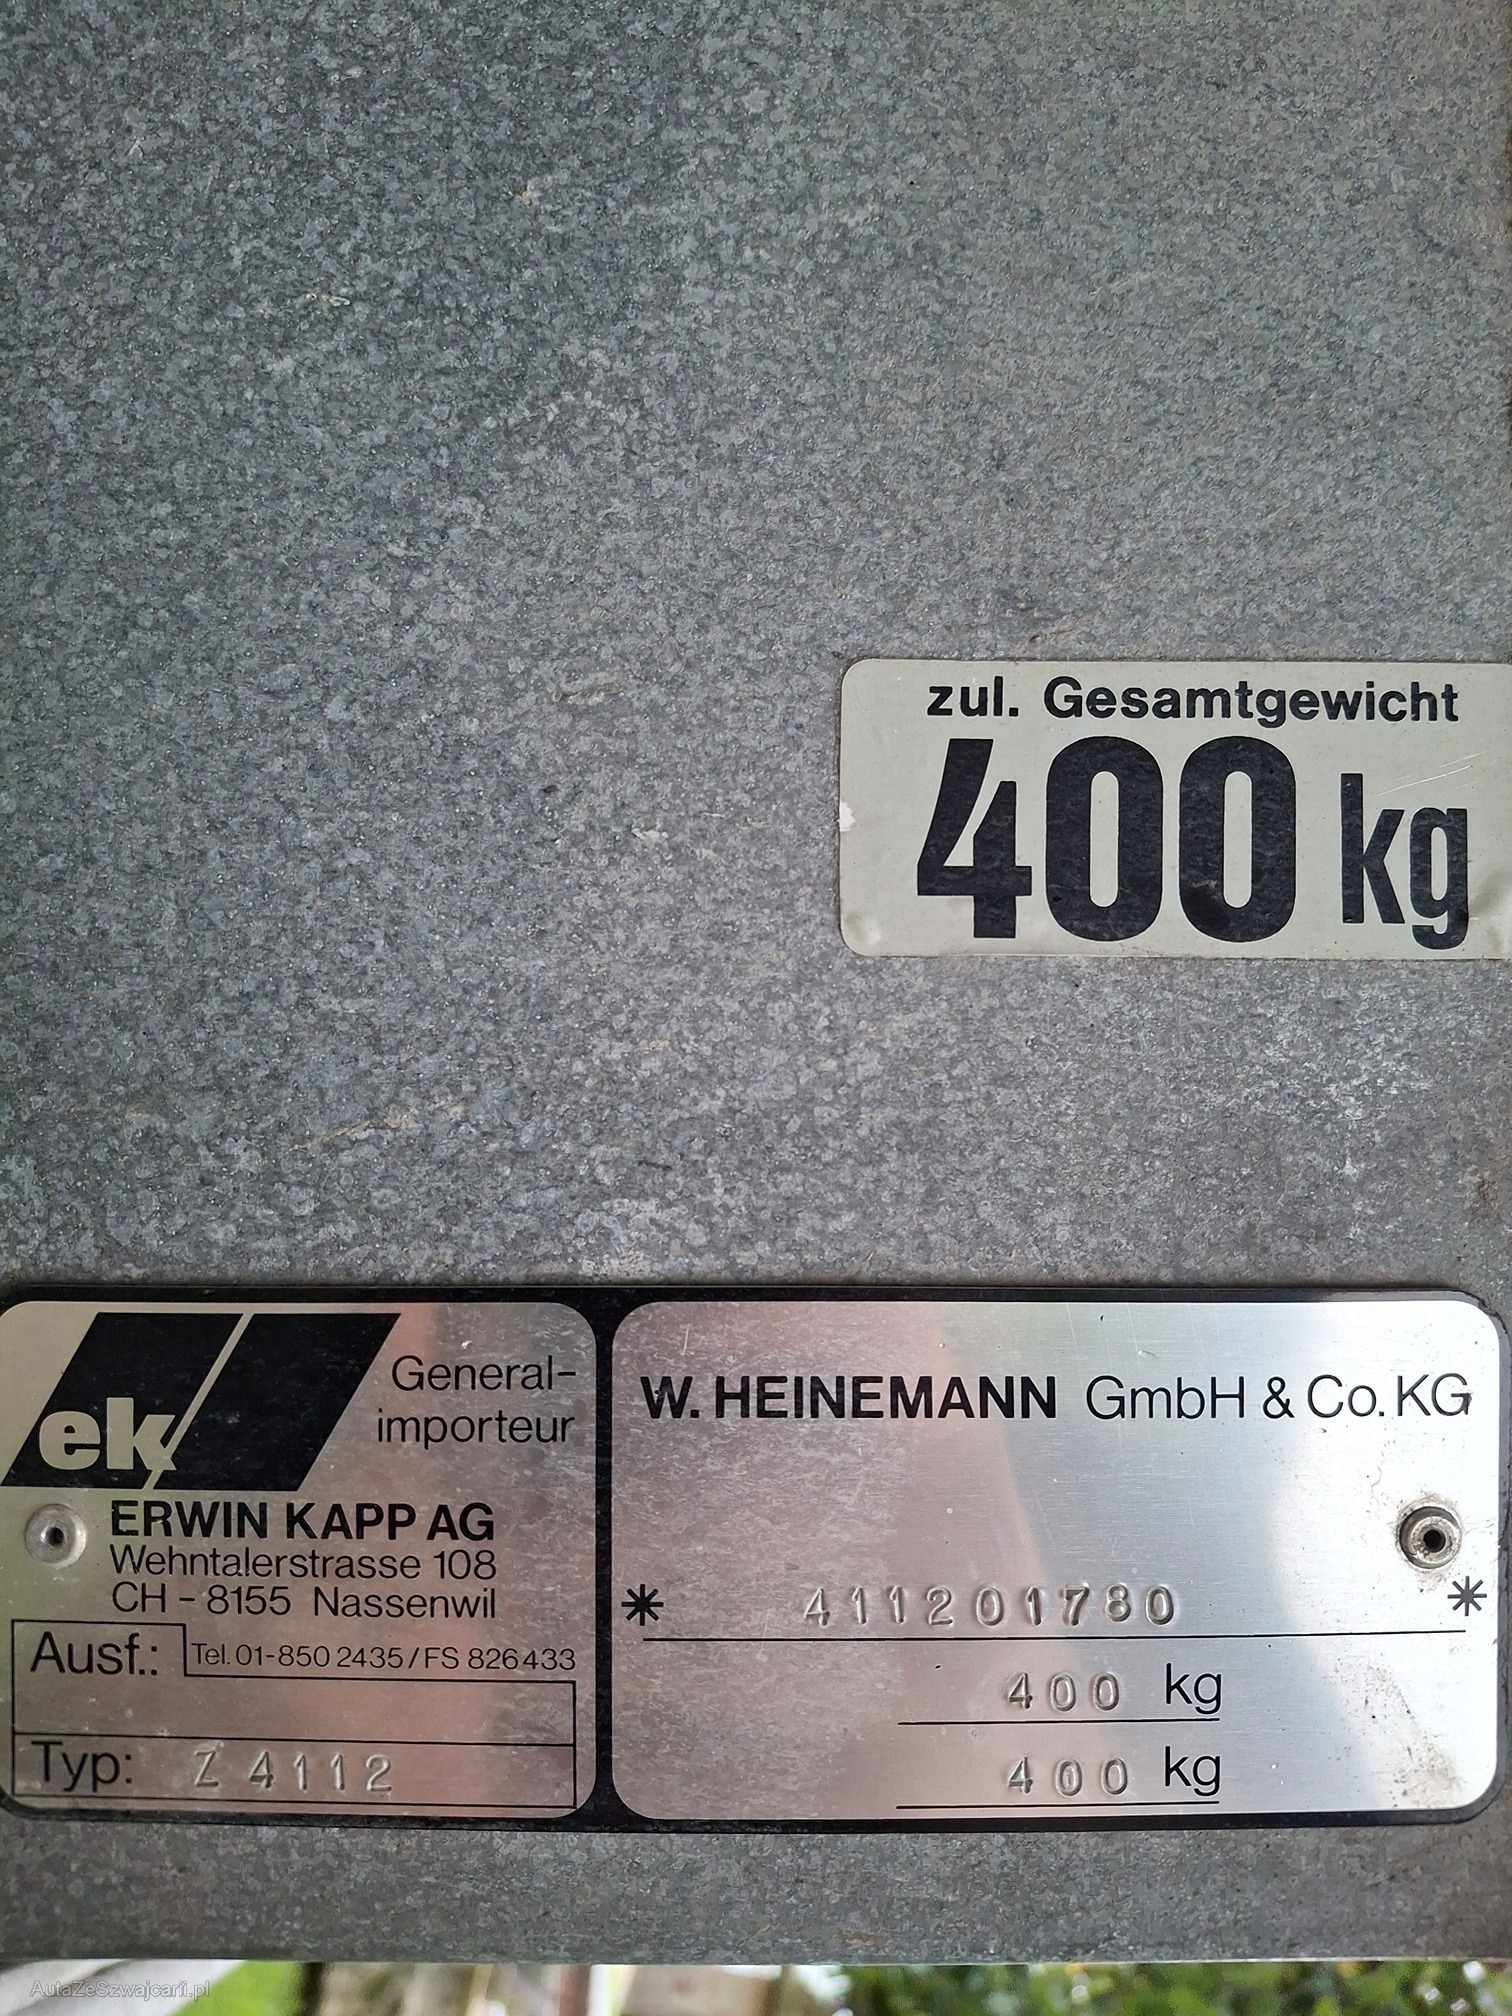 zul. Gesamtgewicht
400 kg
ek
General-
importeur
ERWIN KAPP AG
Wehntalerstrasse 108
CH - 8155 Nassenwil
Ausf.: Tel. 01-850 2435/FS 826433
Typ: Z 4112
W. HEINEMANN GmbH & Co. KG
* 411201780 *
400 kg
400 kg
AutaZeSzwajcarii.pl